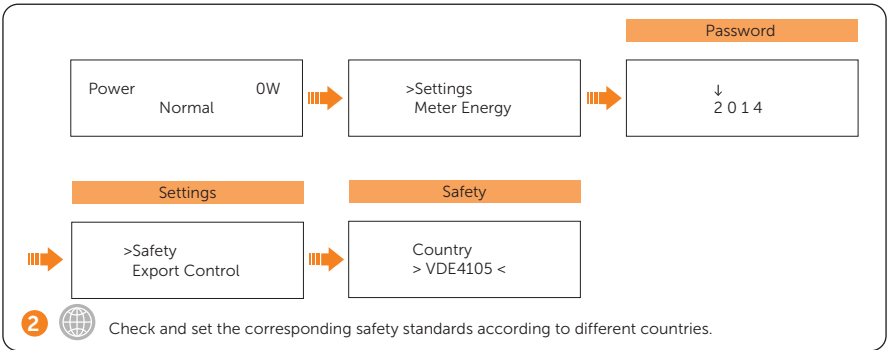 Password
Power 0W
Normal
>Settings
Meter Energy
↓
2 0 1 4
Settings
Safety
>Safety
Export Control
Country
> VDE4105 <
2 Check and set the corresponding safety standards according to different countries.